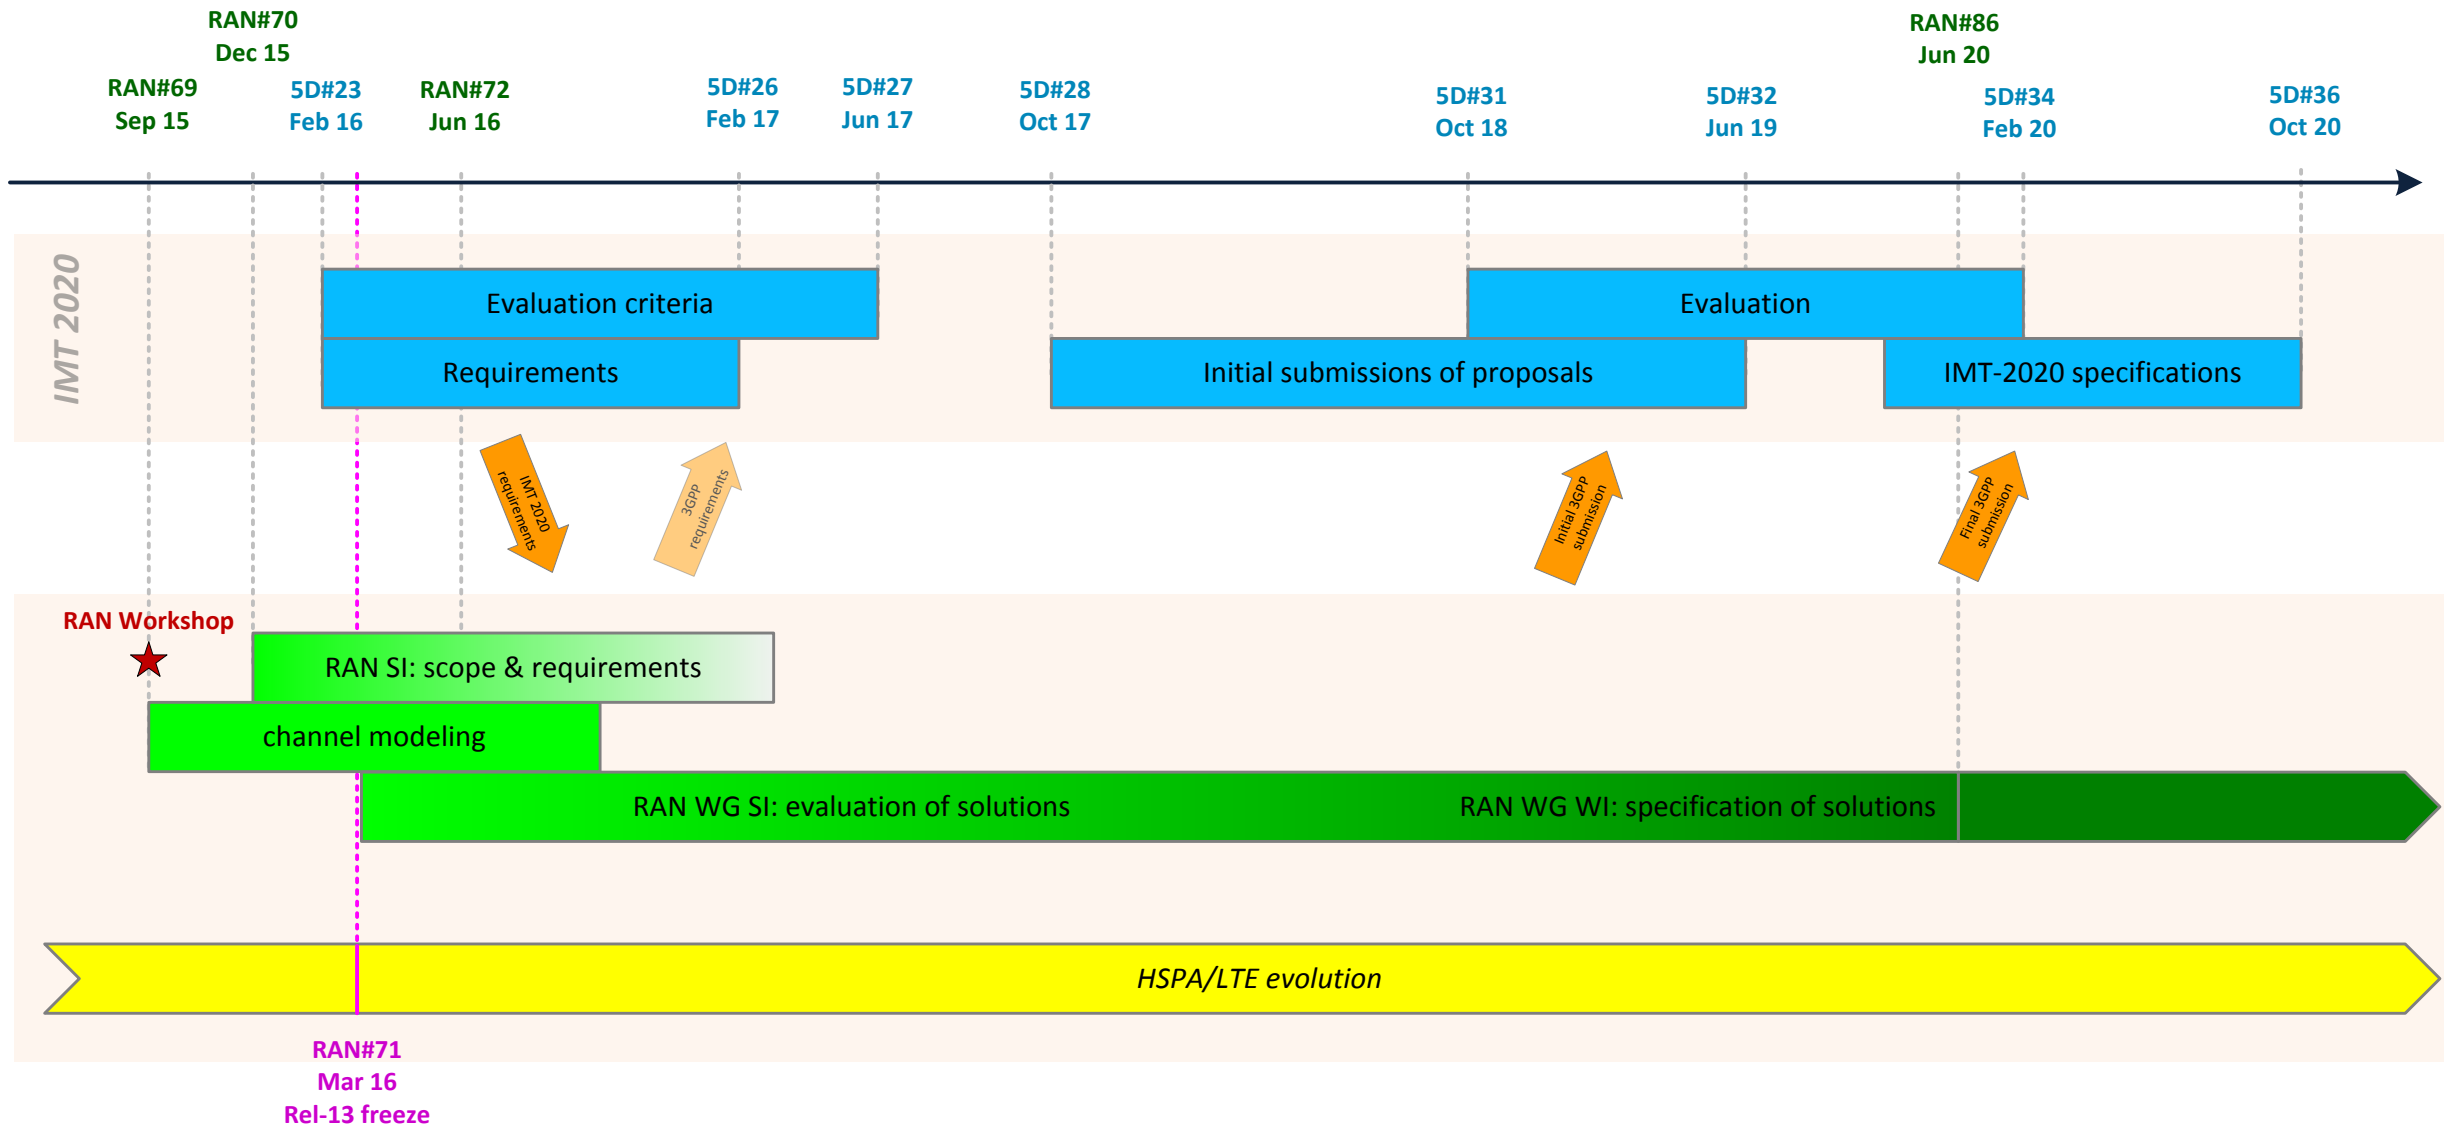 RAN#70
Dec 15
RAN#86
Jun 20
RAN#69
Sep 15
5D#23
Feb 16
RAN#72
Jun 16
5D#26
Feb 17
5D#27
Jun 17
5D#28
Oct 17
5D#31
Oct 18
5D#32
Jun 19
5D#34
Feb 20
5D#36
Oct 20
IMT 2020
Evaluation criteria
Evaluation
Requirements
Initial submissions of proposals
IMT-2020 specifications
IMT 2020
requirements
3GPP
requirements
Initial 3GPP
submission
Final 3GPP
submission
RAN Workshop
RAN SI: scope & requirements
channel modeling
RAN WG SI: evaluation of solutions
RAN WG WI: specification of solutions
HSPA/LTE evolution
RAN#71
Mar 16
Rel-13 freeze